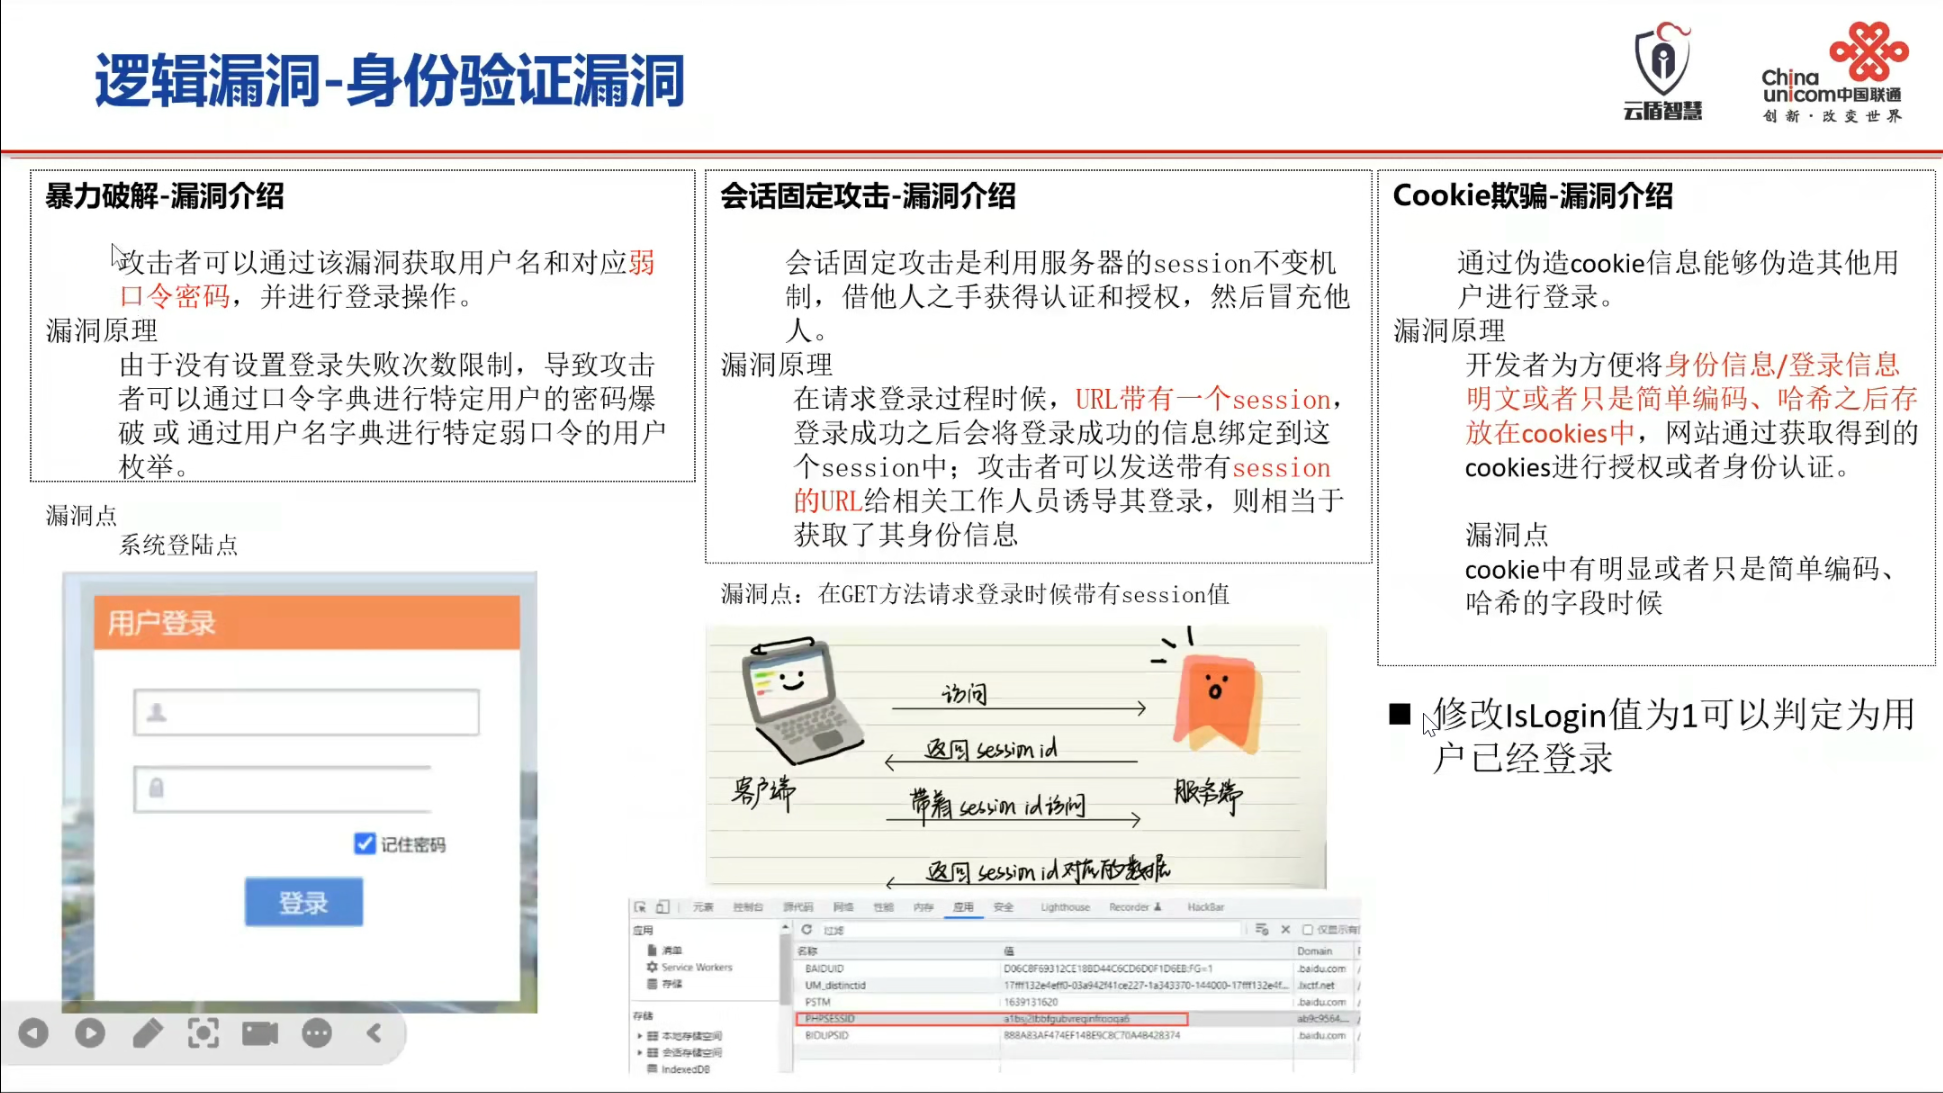 逻辑漏洞-身份验证漏洞
云盾智慧
China
unicom中国联通
创新·改变世界
暴力破解-漏洞介绍
攻击者可以通过该漏洞获取用户名和对应弱
口令密码，并进行登录操作。
漏洞原理
由于没有设置登录失败次数限制，导致攻击
者可以通过口令字典进行特定用户的密码爆
破 或 通过用户名字典进行特定弱口令的用户
枚举。
漏洞点
系统登陆点
用户登录
记住密码
登录
会话固定攻击-漏洞介绍
会话固定攻击是利用服务器的session不变机
制，借他人之手获得认证和授权，然后冒充他
人。
漏洞原理
在请求登录过程时候，URL带有一个session，
登录成功之后会将登录成功的信息绑定到这
个session中；攻击者可以发送带有session
的URL给相关工作人员诱导其登录，则相当于
获取了其身份信息
漏洞点：在GET方法请求登录时候带有session值
访问
返回 session id
客户端
服务端
带着 session id 访问
返回 session id 对应的数据
元素 控制台 源代码 网络 性能 内存 应用 安全 Lighthouse Recorder HackBar
应用
过滤
清单
名称 值 Domain
Service Workers
BAIDUID .baidu.com
存储
UM_distinctid .lxctf.net
PSTM 1639131620 .baidu.com
存储
PHPSESSID
本地存储空间
BIDUPSID 888A83AF474EF148E9C8C70A4B428374 .baidu.com
会话存储空间
IndexedDB
Cookie欺骗-漏洞介绍
通过伪造cookie信息能够伪造其他用
户进行登录。
漏洞原理
开发者为方便将身份信息/登录信息
明文或者只是简单编码、哈希之后存
放在cookies中，网站通过获取得到的
cookies进行授权或者身份认证。
漏洞点
cookie中有明显或者只是简单编码、
哈希的字段时候
修改IsLogin值为1可以判定为用
户已经登录